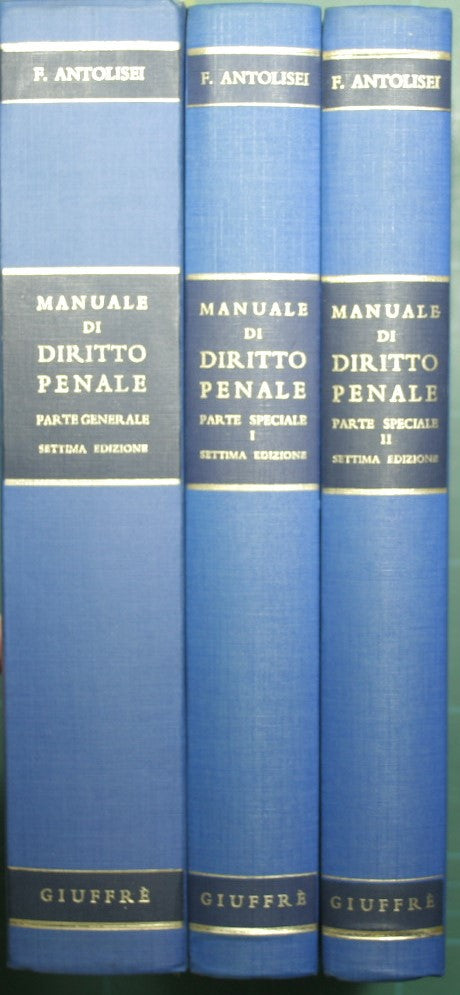 F. ANTOLISEI
MANUALE
DI
DIRITTO
PENALE
PARTE GENERALE
SETTIMA EDIZIONE
GIUFFRÈ
F. ANTOLISEI
MANUALE
DI
DIRITTO
PENALE
PARTE SPECIALE
I
SETTIMA EDIZIONE
GIUFFRÈ
F. ANTOLISEI
MANUALE
DI
DIRITTO
PENALE
PARTE SPECIALE
II
SETTIMA EDIZIONE
GIUFFRÈ